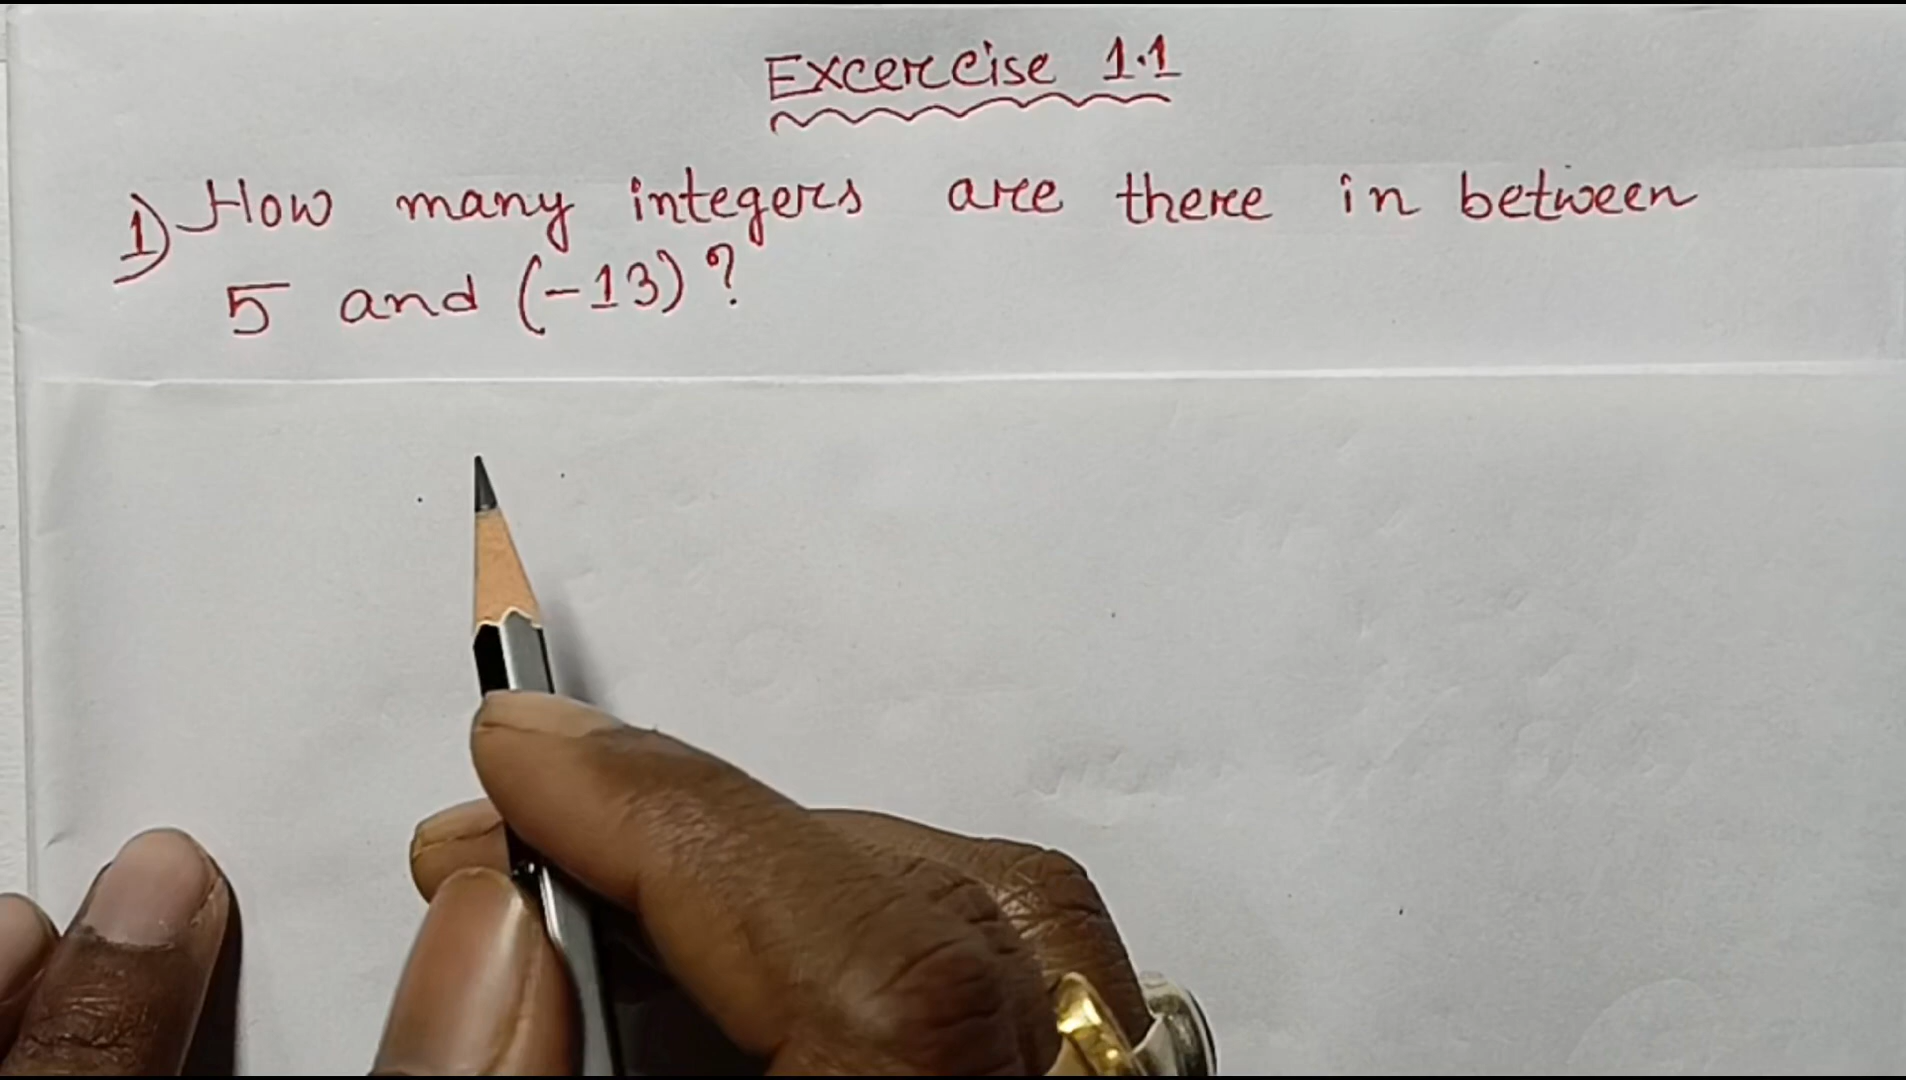 Excercise 1.1
1) How many integers are there in between
5 and (-13)?